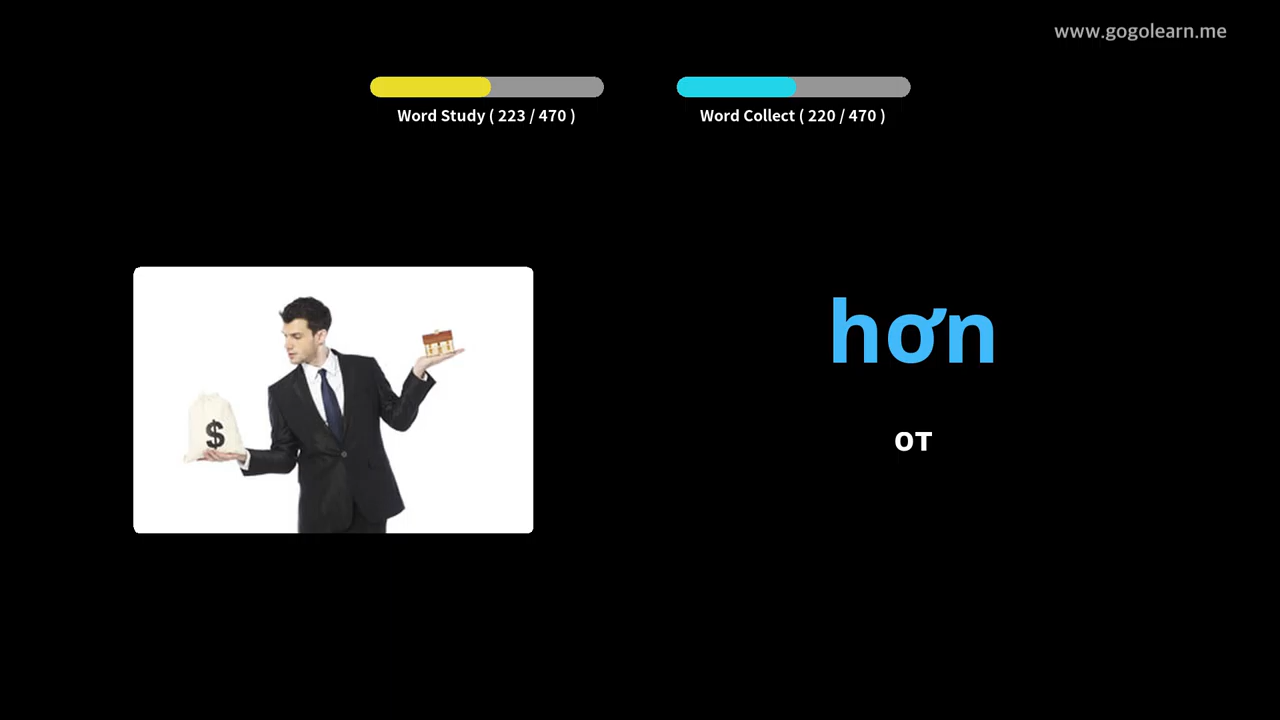 www.gogolearn.me
Word Study ( 223 / 470 )
Word Collect ( 220 / 470 )
$
hơn
от